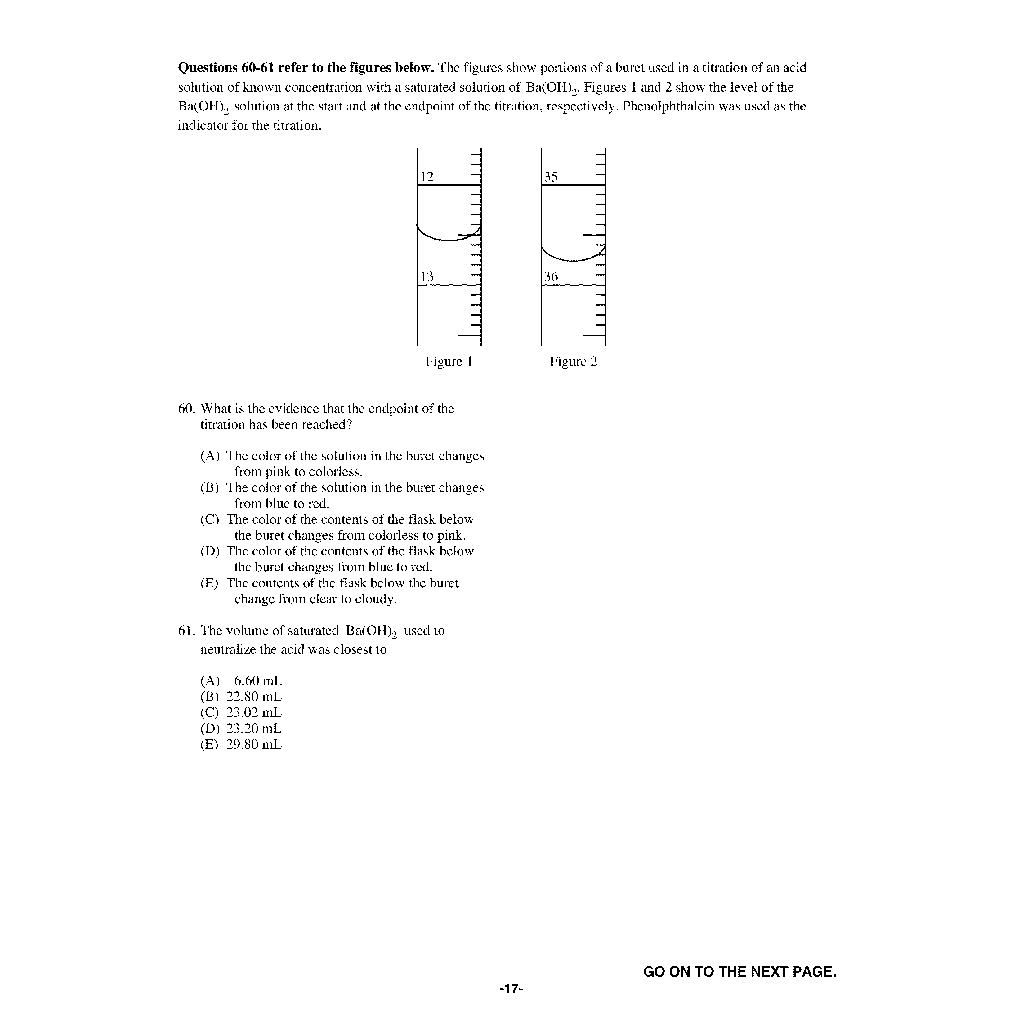 Questions 60-61 refer to the figures below. The figures show portions of a buret used in a titration of an acid
solution of known concentration with a saturated solution of Ba(OH)₂. Figures 1 and 2 show the level of the
Ba(OH)₂ solution at the start and at the endpoint of the titration, respectively. Phenolphthalein was used as the
indicator for the titration.
12
13
Figure 1
35
36
Figure 2
60. What is the evidence that the endpoint of the
titration has been reached?
(A) The color of the solution in the buret changes
from pink to colorless.
(B) The color of the solution in the buret changes
from blue to red.
(C) The color of the contents of the flask below
the buret changes from colorless to pink.
(D) The color of the contents of the flask below
the buret changes from blue to red.
(E) The contents of the flask below the buret
change from clear to cloudy.
61. The volume of saturated Ba(OH)₂ used to
neutralize the acid was closest to
(A) 6.60 mL
(B) 22.80 mL
(C) 23.02 mL
(D) 23.20 mL
(E) 29.80 mL
GO ON TO THE NEXT PAGE.
-17-